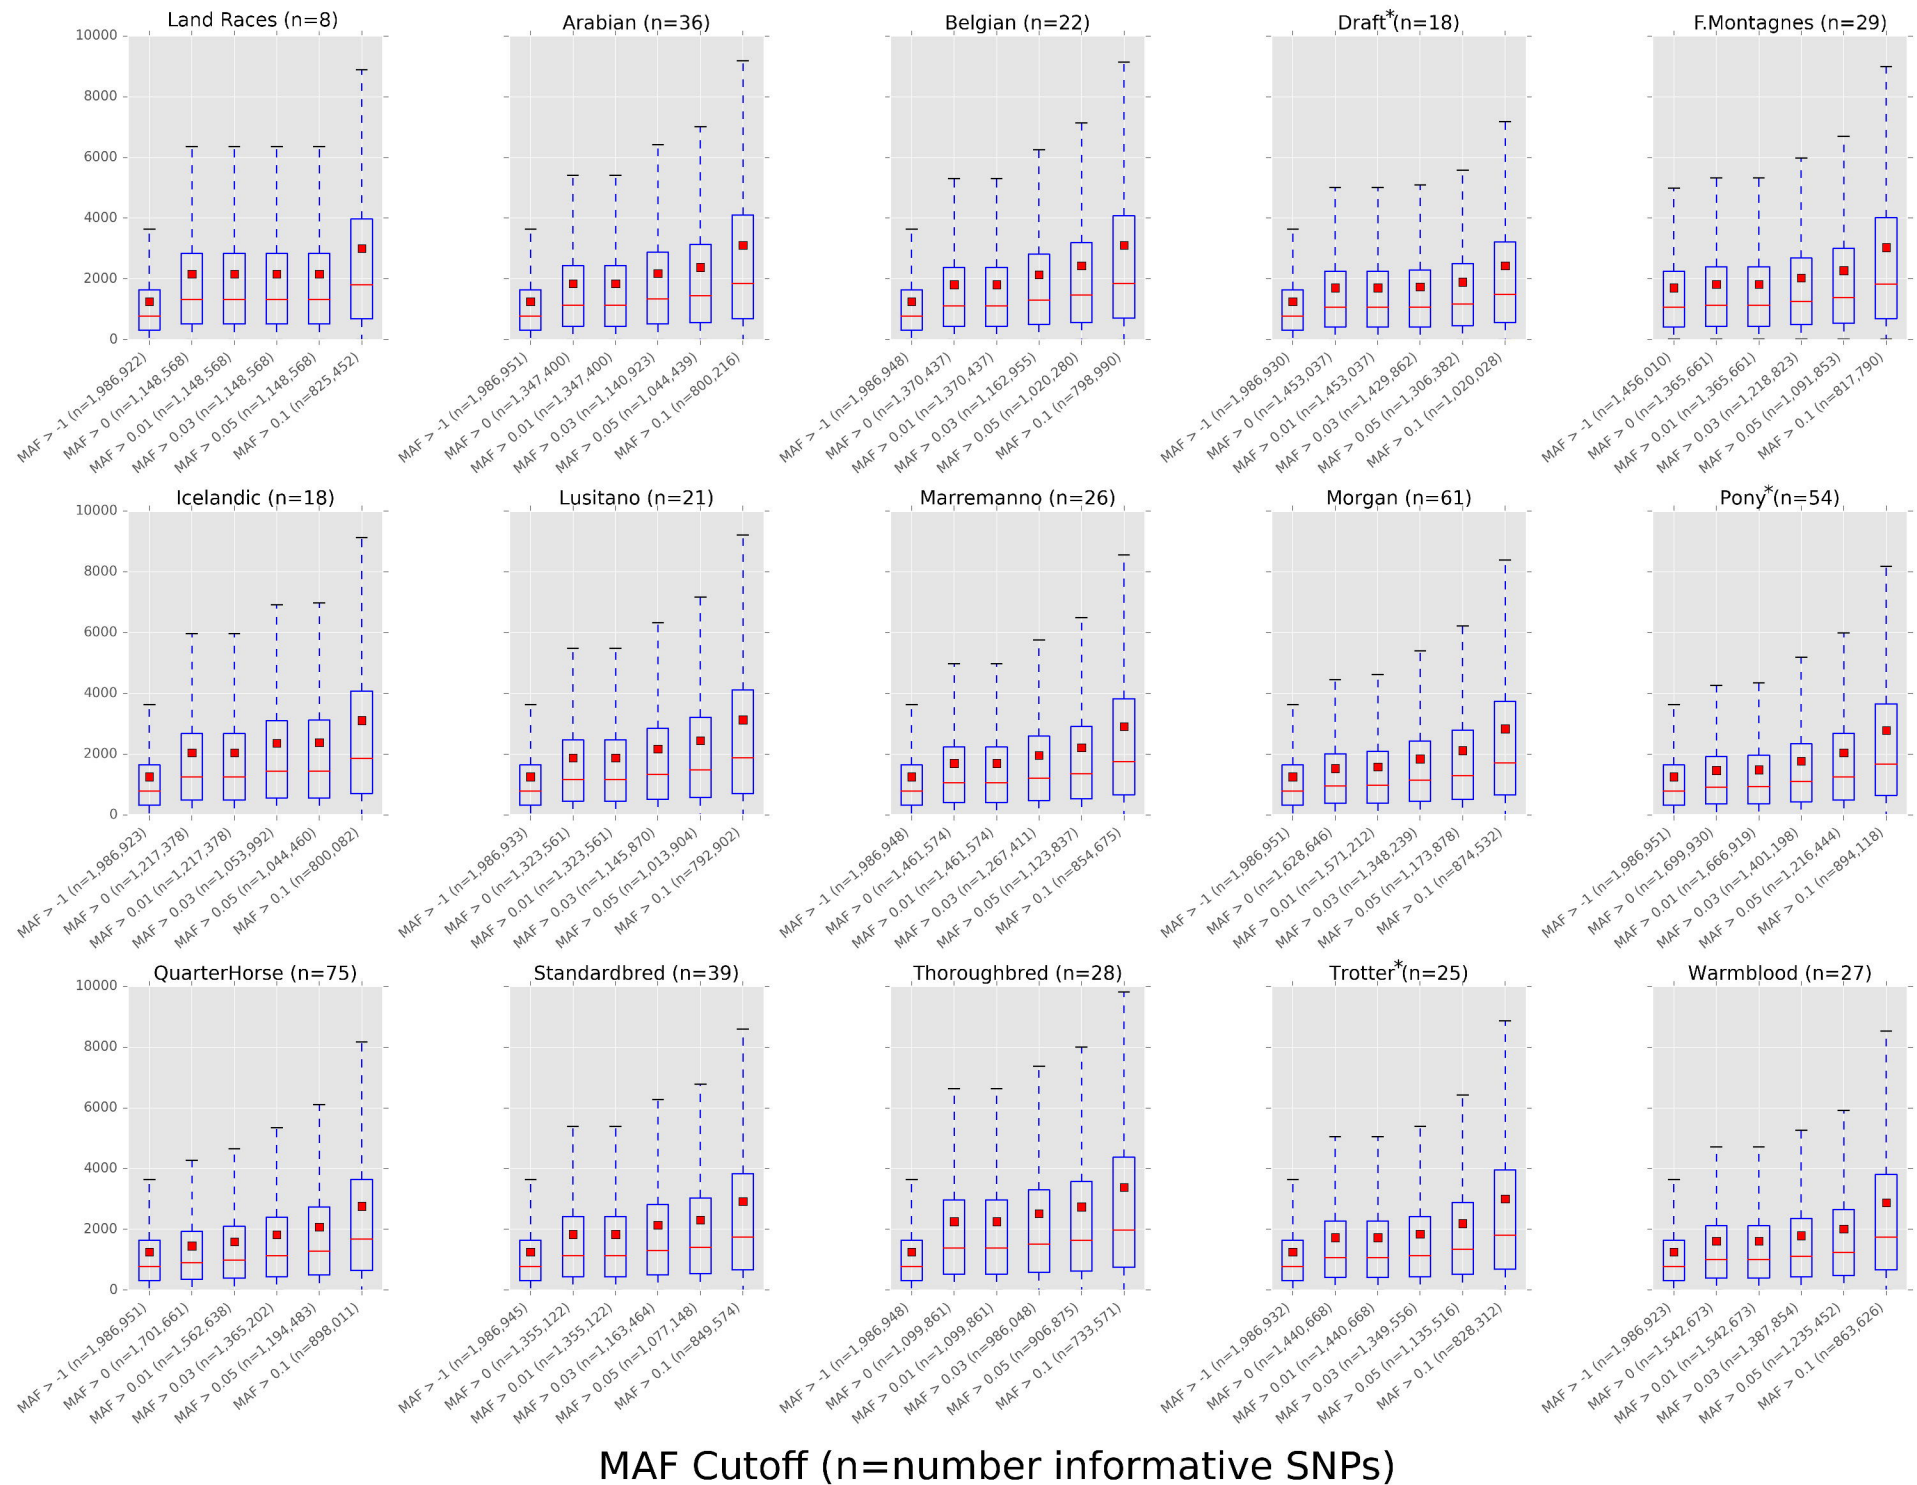 Land Races (n=8)
Arabian (n=36)
Belgian (n=22)
Draft*(n=18)
F.Montagnes (n=29)
10000
8000
6000
4000
2000
0
MAF > -1 (n=1,986,922)
MAF > 0 (n=1,148,568)
MAF > 0.01 (n=1,148,568)
MAF > 0.03 (n=1,148,568)
MAF > 0.05 (n=1,148,568)
MAF > 0.1 (n=825,452)
MAF > -1 (n=1,986,951)
MAF > 0 (n=1,347,400)
MAF > 0.01 (n=1,347,400)
MAF > 0.03 (n=1,140,923)
MAF > 0.05 (n=1,044,439)
MAF > 0.1 (n=800,216)
MAF > -1 (n=1,986,948)
MAF > 0 (n=1,370,437)
MAF > 0.01 (n=1,370,437)
MAF > 0.03 (n=1,162,955)
MAF > 0.05 (n=1,020,280)
MAF > 0.1 (n=798,990)
MAF > -1 (n=1,986,930)
MAF > 0 (n=1,453,037)
MAF > 0.01 (n=1,453,037)
MAF > 0.03 (n=1,429,862)
MAF > 0.05 (n=1,306,382)
MAF > 0.1 (n=1,020,028)
MAF > -1 (n=1,456,010)
MAF > 0 (n=1,365,661)
MAF > 0.01 (n=1,365,661)
MAF > 0.03 (n=1,218,823)
MAF > 0.05 (n=1,091,853)
MAF > 0.1 (n=817,790)
Icelandic (n=18)
Lusitano (n=21)
Marremanno (n=26)
Morgan (n=61)
Pony*(n=54)
10000
8000
6000
4000
2000
0
MAF > -1 (n=1,986,923)
MAF > 0 (n=1,217,378)
MAF > 0.01 (n=1,217,378)
MAF > 0.03 (n=1,053,992)
MAF > 0.05 (n=1,044,460)
MAF > 0.1 (n=800,082)
MAF > -1 (n=1,986,933)
MAF > 0 (n=1,323,561)
MAF > 0.01 (n=1,323,561)
MAF > 0.03 (n=1,145,870)
MAF > 0.05 (n=1,013,904)
MAF > 0.1 (n=792,902)
MAF > -1 (n=1,986,948)
MAF > 0 (n=1,461,574)
MAF > 0.01 (n=1,461,574)
MAF > 0.03 (n=1,267,411)
MAF > 0.05 (n=1,123,837)
MAF > 0.1 (n=854,675)
MAF > -1 (n=1,986,951)
MAF > 0 (n=1,628,646)
MAF > 0.01 (n=1,571,212)
MAF > 0.03 (n=1,348,239)
MAF > 0.05 (n=1,173,878)
MAF > 0.1 (n=874,532)
MAF > -1 (n=1,986,951)
MAF > 0 (n=1,699,930)
MAF > 0.01 (n=1,666,919)
MAF > 0.03 (n=1,401,198)
MAF > 0.05 (n=1,216,444)
MAF > 0.1 (n=894,118)
QuarterHorse (n=75)
Standardbred (n=39)
Thoroughbred (n=28)
Trotter*(n=25)
Warmblood (n=27)
10000
8000
6000
4000
2000
0
MAF > -1 (n=1,986,951)
MAF > 0 (n=1,701,661)
MAF > 0.01 (n=1,562,638)
MAF > 0.03 (n=1,365,202)
MAF > 0.05 (n=1,194,483)
MAF > 0.1 (n=898,011)
MAF > -1 (n=1,986,945)
MAF > 0 (n=1,355,122)
MAF > 0.01 (n=1,355,122)
MAF > 0.03 (n=1,163,464)
MAF > 0.05 (n=1,077,148)
MAF > 0.1 (n=849,574)
MAF > -1 (n=1,986,948)
MAF > 0 (n=1,099,861)
MAF > 0.01 (n=1,099,861)
MAF > 0.03 (n=986,048)
MAF > 0.05 (n=906,875)
MAF > 0.1 (n=733,571)
MAF > -1 (n=1,986,932)
MAF > 0 (n=1,440,668)
MAF > 0.01 (n=1,440,668)
MAF > 0.03 (n=1,349,556)
MAF > 0.05 (n=1,135,516)
MAF > 0.1 (n=828,312)
MAF > -1 (n=1,986,923)
MAF > 0 (n=1,542,673)
MAF > 0.01 (n=1,542,673)
MAF > 0.03 (n=1,387,854)
MAF > 0.05 (n=1,235,452)
MAF > 0.1 (n=863,626)
MAF Cutoff (n=number informative SNPs)